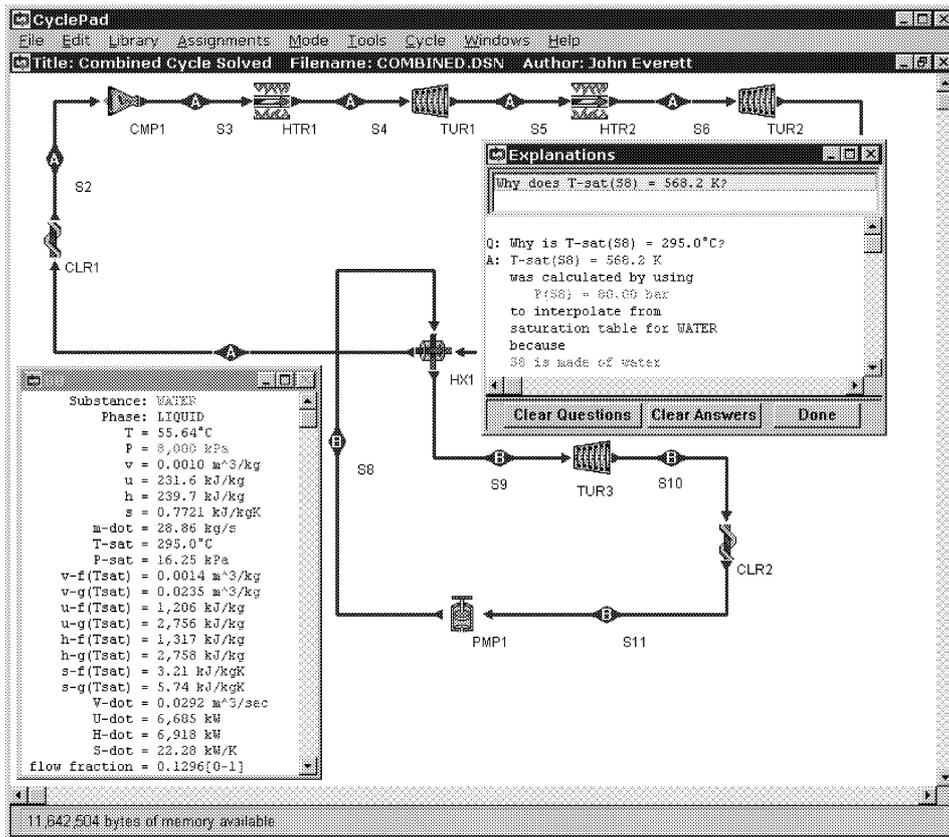 CyclePad
File Edit Library Assignments Mode Tools Cycle Windows Help
Title: Combined Cycle Solved Filename: COMBINED.DSN Author: John Everett
A A A A
CMP1 S3 HTR1 S4 TUR1 S5 HTR2 S6 TUR2
A
S2
CLR1
A
HX1
Explanations
Why does T-sat(S8) = 568.2 K?
Q: Why is T-sat(S8) = 295.0°C?
A: T-sat(S8) = 568.2 K
was calculated by using
P(S8) = 80.00 bar
to interpolate from
saturation table for WATER
because
S8 is made of water
Clear Questions Clear Answers Done
S8
Substance: WATER
Phase: LIQUID
T = 55.64°C
P = 8,000 kPa
v = 0.0010 m^3/kg
u = 231.6 kJ/kg
h = 239.7 kJ/kg
s = 0.7721 kJ/kgK
m-dot = 28.86 kg/s
T-sat = 295.0°C
P-sat = 16.25 kPa
v-f(Tsat) = 0.0014 m^3/kg
v-g(Tsat) = 0.0235 m^3/kg
u-f(Tsat) = 1,206 kJ/kg
u-g(Tsat) = 2,756 kJ/kg
h-f(Tsat) = 1,317 kJ/kg
h-g(Tsat) = 2,758 kJ/kg
s-f(Tsat) = 3.21 kJ/kgK
s-g(Tsat) = 5.74 kJ/kgK
V-dot = 0.0292 m^3/sec
U-dot = 6,685 kW
H-dot = 6,918 kW
S-dot = 22.28 kW/K
flow fraction = 0.1296[0-1]
B
S8
B B
S9 TUR3 S10
CLR2
B
PMP1 S11
11,642,504 bytes of memory available